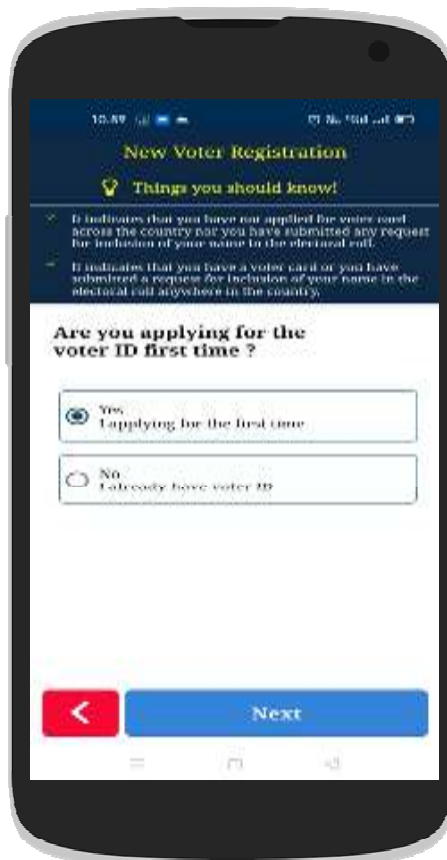 10:59
New Voter Registration
Things you should know!
It indicates that you have not applied for voter card
across the country nor you have submitted any request
for inclusion of your name in the electoral roll.
It indicates that you have a voter card or you have
submitted a request for inclusion of your name in the
electoral roll anywhere in the country.
Are you applying for the
voter ID first time ?
Yes
I applying for the first time
No
I already have voter ID
Next